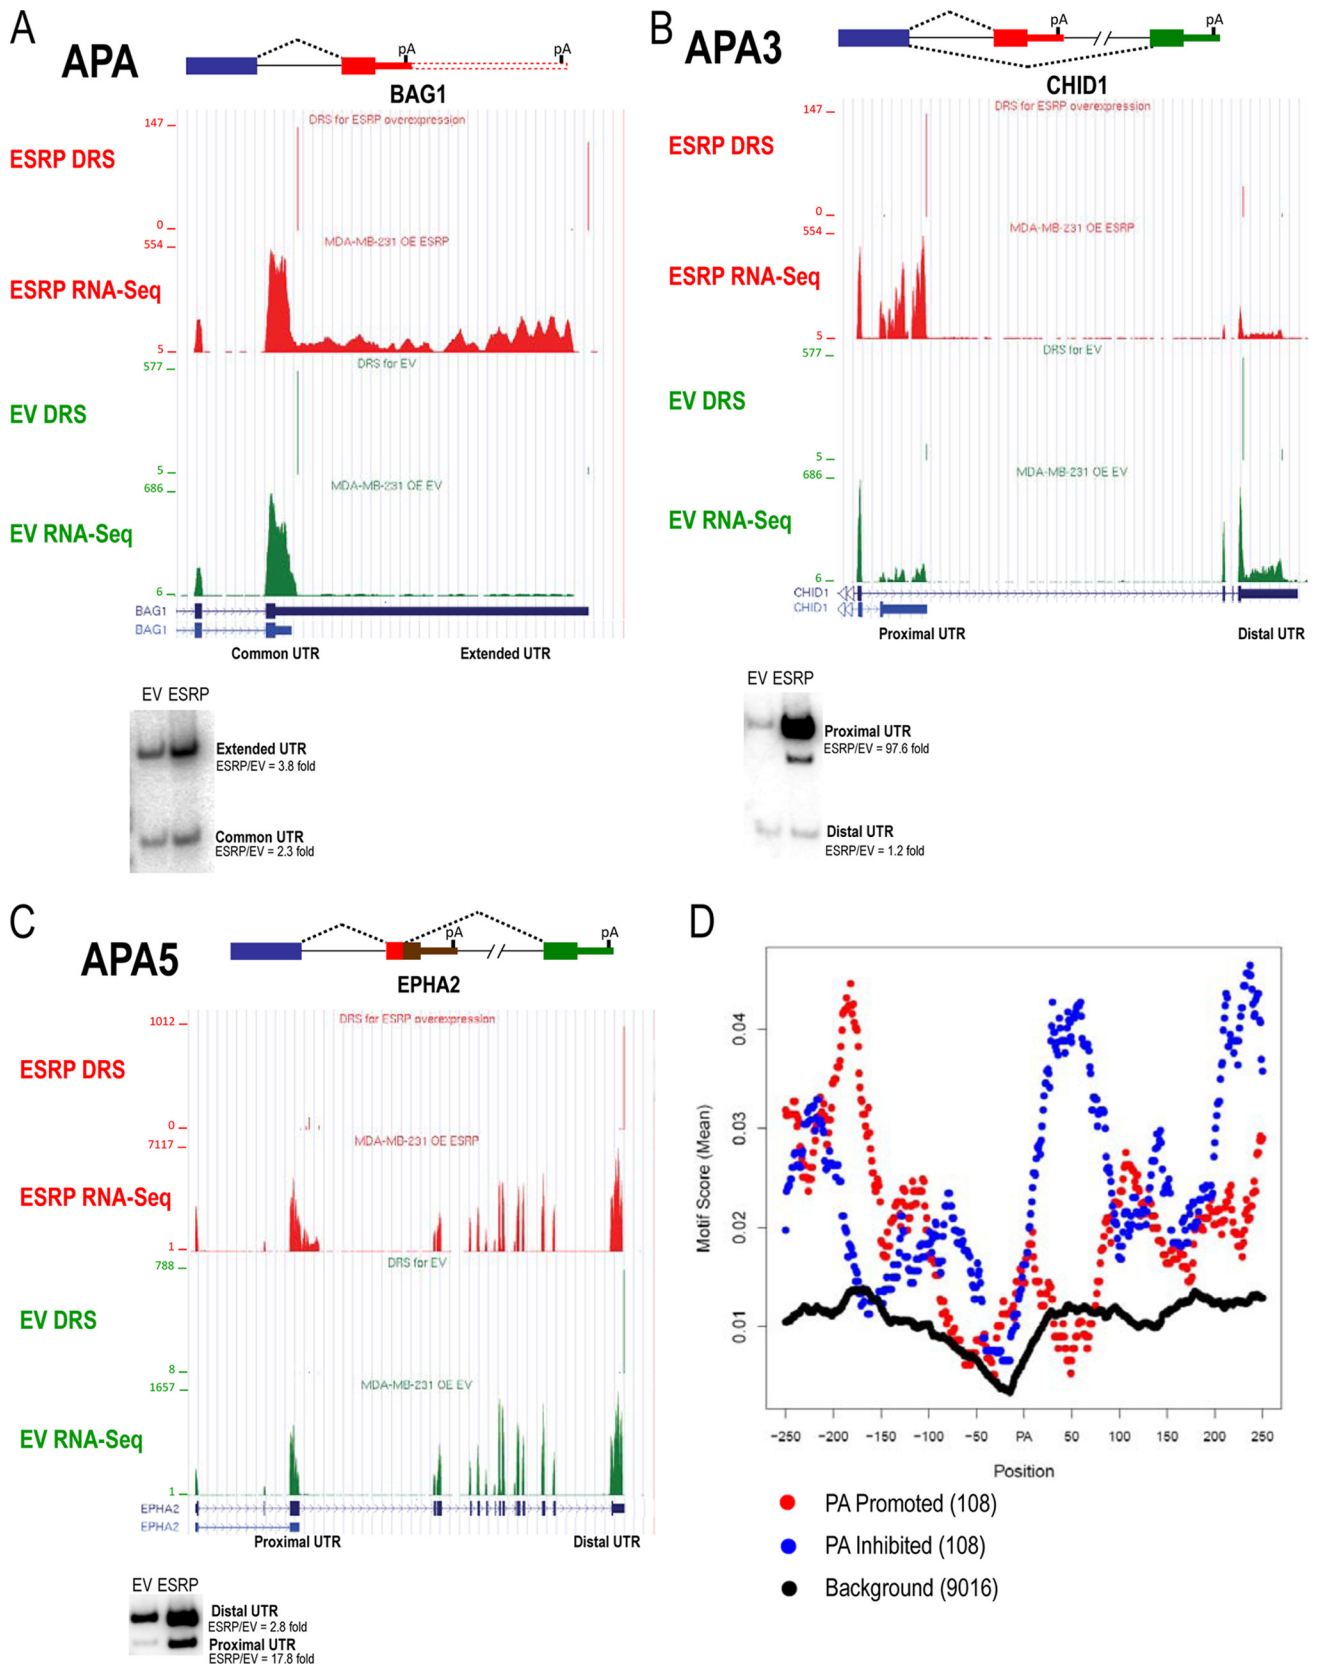 A
APA
pA
pA
BAG1
DRS for ESRP overexpression
147
ESRP DRS
0
554
MDA-MB-231 OE ESRP
ESRP RNA-Seq
5
DRS for EV
577
EV DRS
5
686
MDA-MB-231 OE EV
EV RNA-Seq
6
BAG1
BAG1
Common UTR
Extended UTR
EV ESRP
Extended UTR
ESRP/EV = 3.8 fold
Common UTR
ESRP/EV = 2.3 fold
B
APA3
pA
pA
CHID1
DRS for ESRP overexpression
147
ESRP DRS
0
554
MDA-MB-231 OE ESRP
ESRP RNA-Seq
5
DRS for EV
577
EV DRS
5
686
MDA-MB-231 OE EV
EV RNA-Seq
6
CHID1
CHID1
Proximal UTR
Distal UTR
EV ESRP
Proximal UTR
ESRP/EV = 97.6 fold
Distal UTR
ESRP/EV = 1.2 fold
C
APA5
pA
pA
EPHA2
DRS for ESRP overexpression
1012
ESRP DRS
0
7117
MDA-MB-231 OE ESRP
ESRP RNA-Seq
1
DRS for EV
788
EV DRS
8
1657
MDA-MB-231 OE EV
EV RNA-Seq
1
EPHA2
EPHA2
Proximal UTR
Distal UTR
EV ESRP
Distal UTR
ESRP/EV = 2.8 fold
Proximal UTR
ESRP/EV = 17.8 fold
D
Motif Score (Mean)
0.04
0.03
0.02
0.01
-250 -200 -150 -100 -50 PA 50 100 150 200 250
Position
PA Promoted (108)
PA Inhibited (108)
Background (9016)